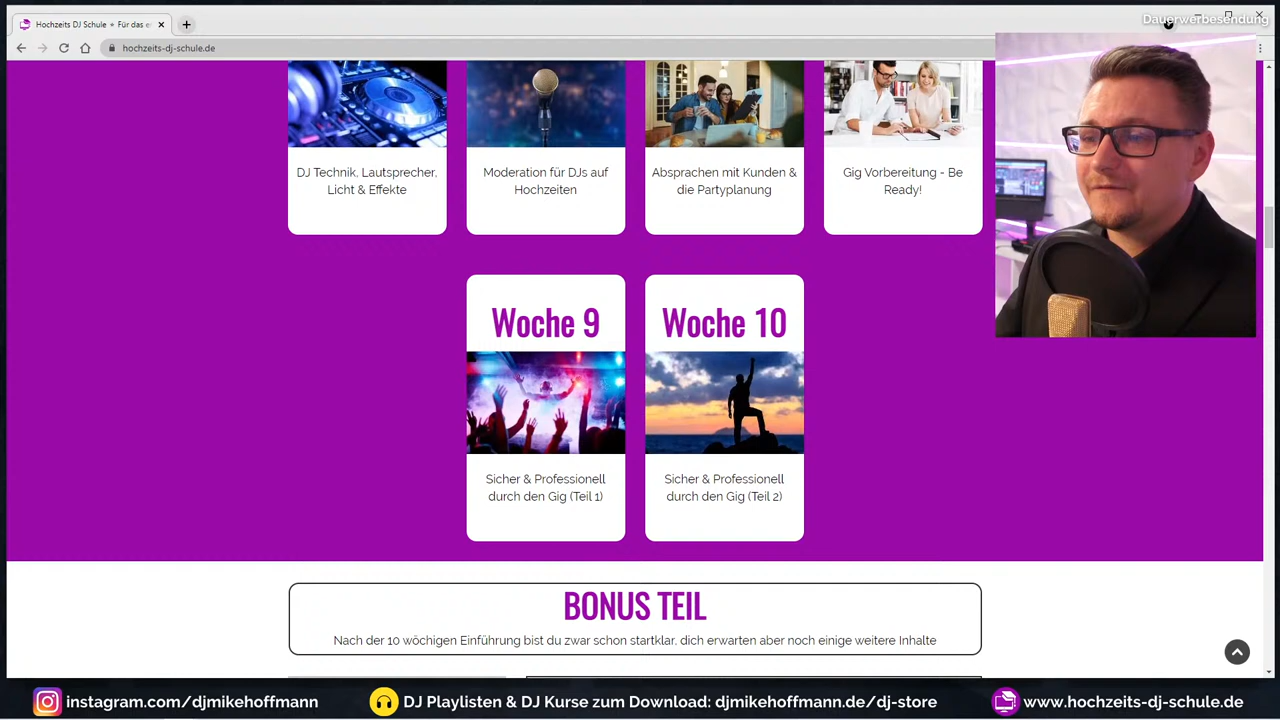 Hochzeits DJ Schule ★ Für das e
Dauerwerbesendung
hochzeits-dj-schule.de
DJ Technik, Lautsprecher,
Licht & Effekte
Moderation für DJs auf
Hochzeiten
Absprachen mit Kunden &
die Partyplanung
Gig Vorbereitung - Be
Ready!
Woche 9
Sicher & Professionell
durch den Gig (Teil 1)
Woche 10
Sicher & Professionell
durch den Gig (Teil 2)
BONUS TEIL
Nach der 10 wöchigen Einführung bist du zwar schon startklar, dich erwarten aber noch einige weitere Inhalte
instagram.com/djmikehoffmann
DJ Playlisten & DJ Kurse zum Download: djmikehoffmann.de/dj-store
www.hochzeits-dj-schule.de